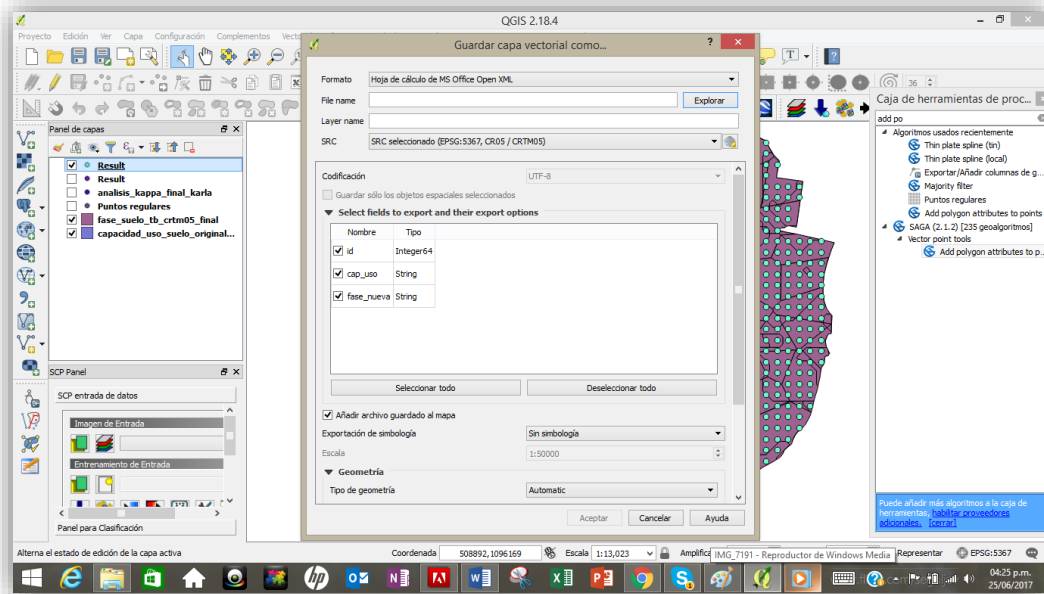 QGIS 2.18.4
Proyecto Edición Ver Capa Configuración Complementos
Guardar capa vectorial como...
Formato Hoja de cálculo de MS Office Open XML
File name Explorar
Layer name
SRC SRC seleccionado (EPSG:5367, CR05 / CRTM05)
Codificación UTF-8
Guardar sólo los objetos espaciales seleccionados
Select fields to export and their export options
Nombre Tipo
id Integer64
cap_uso String
fase_nueva String
Seleccionar todo Deseleccionar todo
Añadir archivo guardado al mapa
Exportación de simbología Sin simbología
Escala 1:50000
Geometría
Tipo de geometría Automatic
Aceptar Cancelar Ayuda
Panel de capas
Result
Result
analisis_kappa_final_karla
Puntos regulares
fase_suelo_tb_crtm05_final
capacidad_uso_suelo_original...
SCP Panel
SCP entrada de datos
Imagen de Entrada
Entrenamiento de Entrada
Panel para Clasificación
36
Caja de herramientas de proc...
add po
Algoritmos usados recientemente
Thin plate spline (tin)
Thin plate spline (local)
Exportar/Añadir columnas de g...
Majority filter
Puntos regulares
Add polygon attributes to points
SAGA (2.1.2) [235 geoalgoritmos]
Vector point tools
Add polygon attributes to p...
Puede añadir más algoritmos a la caja de
herramientas, habilitar proveedores
adicionales. [cerrar]
Alterna el estado de edición de la capa activa
Coordenada 508892,1096169 Escala 1:13,023 Amplifica
IMG_7191 - Reproductor de Windows Media
Representar EPSG:5367
04:25 p.m.
25/06/2017